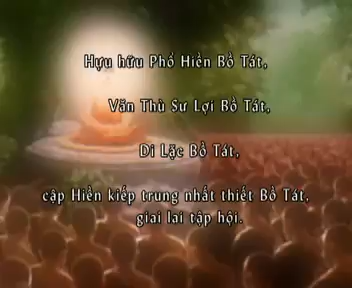 Hựu hữu Phổ Hiền Bồ Tát,
Văn Thù Sư Lợi Bồ Tát,
Di Lặc Bồ Tát,
cập Hiền kiếp trung nhất thiết Bồ Tát,
giai lai tập hội.